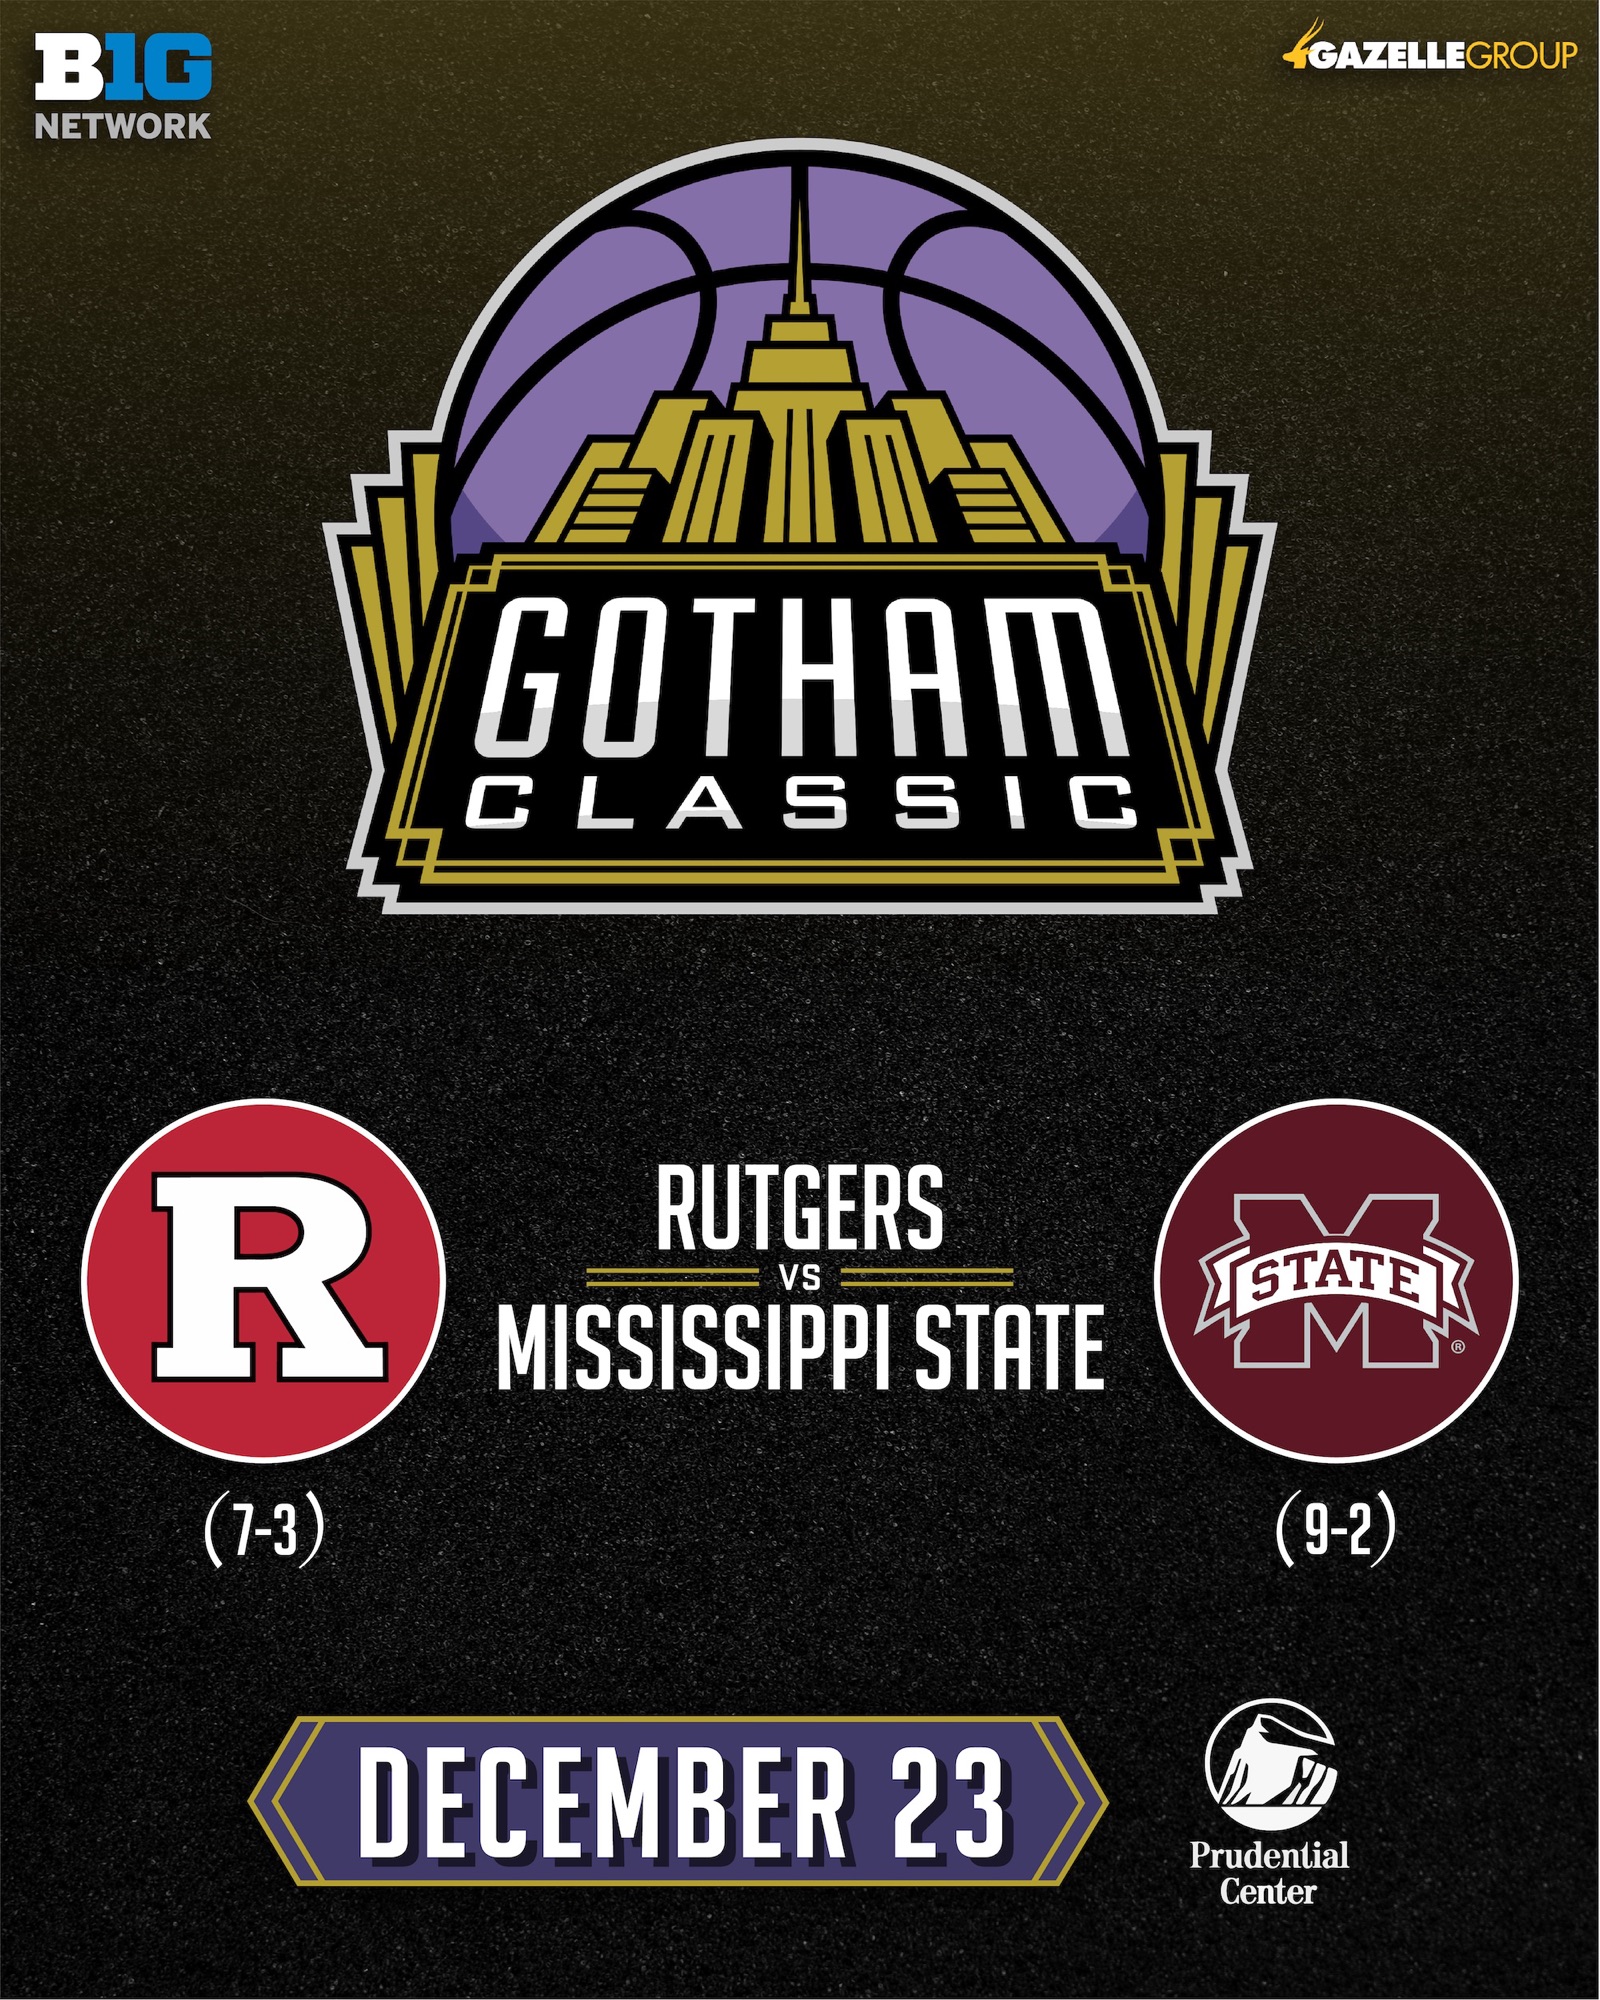 B1G
NETWORK
GAZELLEGROUP
GOTHAM
CLASSIC
R
RUTGERS
VS
MISSISSIPPI STATE
M
STATE
®
(7-3)
(9-2)
DECEMBER 23
Prudential
Center